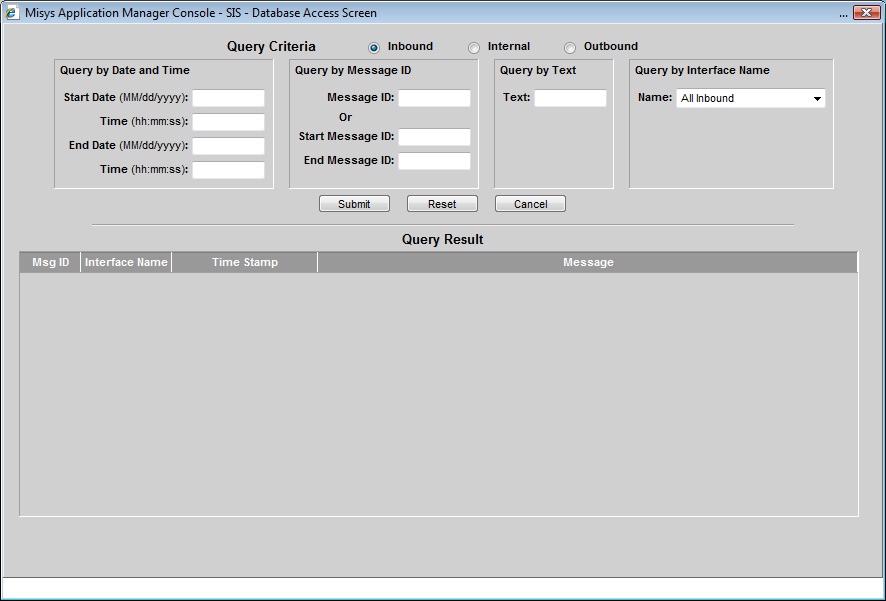 Misys Application Manager Console - SIS - Database Access Screen ...
Query Criteria Inbound Internal Outbound
Query by Date and Time
Start Date (MM/dd/yyyy):
Time (hh:mm:ss):
End Date (MM/dd/yyyy):
Time (hh:mm:ss):
Query by Message ID
Message ID:
Or
Start Message ID:
End Message ID:
Query by Text
Text:
Query by Interface Name
Name: All Inbound
Submit Reset Cancel
Query Result
Msg ID Interface Name Time Stamp Message